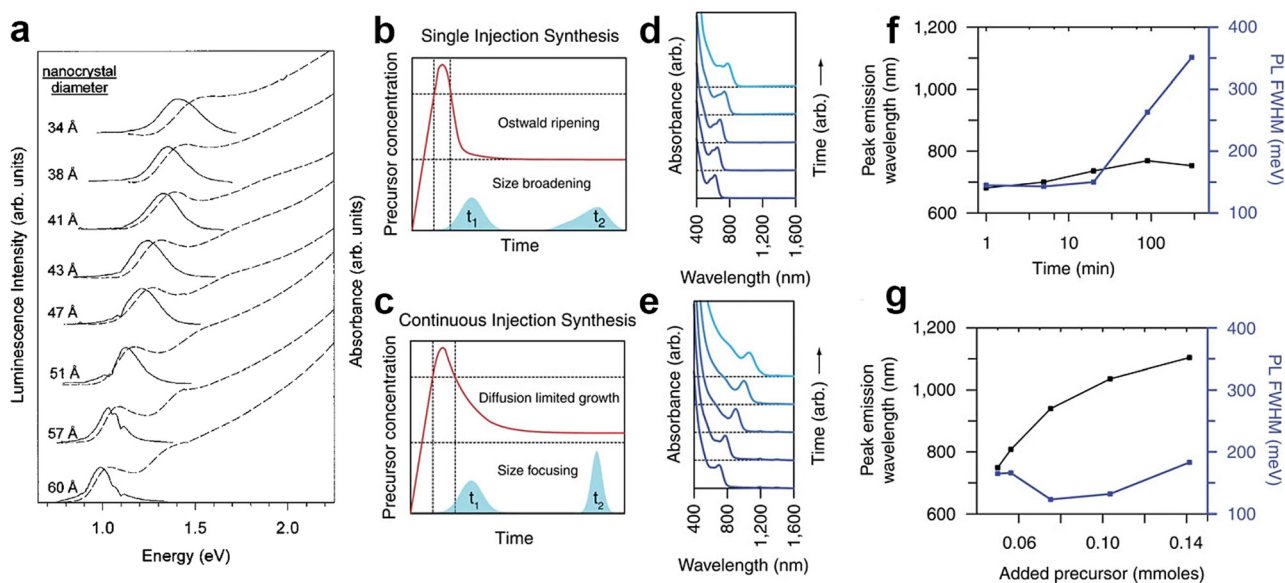 a
nanocrystal
diameter
34 Å
38 Å
41 Å
43 Å
47 Å
51 Å
57 Å
60 Å
Luminescence Intensity (arb. units)
Absorbance (arb. units)
1.0
1.5
2.0
Energy (eV)
b
Single Injection Synthesis
Precursor concentration
Ostwald ripening
Size broadening
t1
t2
Time
c
Continuous Injection Synthesis
Precursor concentration
Diffusion limited growth
Size focusing
t1
t2
Time
d
Absorbance (arb.)
Time (arb.)
400
800
1,200
1,600
Wavelength (nm)
e
Absorbance (arb.)
Time (arb.)
400
800
1,200
1,600
Wavelength (nm)
f
1,200
1,000
800
600
Peak emission
wavelength (nm)
400
300
200
100
PL FWHM
(meV)
1
10
100
Time (min)
g
1,200
1,000
800
600
Peak emission
wavelength (nm)
400
300
200
100
PL FWHM
(meV)
0.06
0.10
0.14
Added precursor (mmoles)